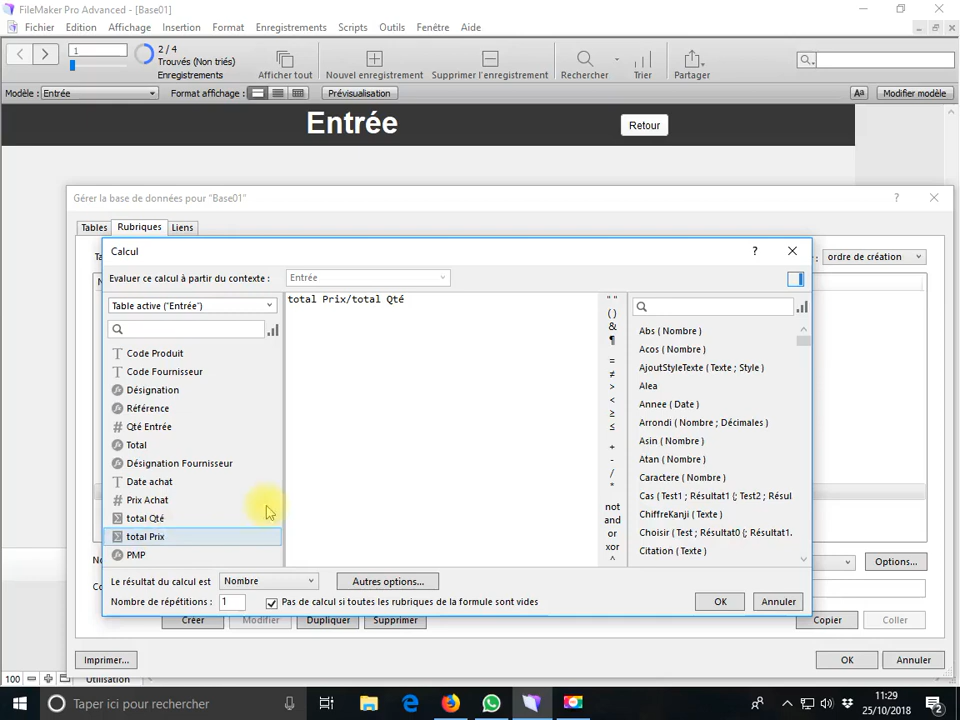 FileMaker Pro Advanced - [Base01]
Fichier Edition Affichage Insertion Format Enregistrements Scripts Outils Fenêtre Aide
1
2 / 4
Trouvés (Non triés)
Enregistrements
Afficher tout
Nouvel enregistrement
Supprimer l'enregistrement
Rechercher
Trier
Partager
Modèle : Entrée
Format affichage :
Prévisualisation
Aa
Modifier modèle
Entrée
Retour
Gérer la base de données pour "Base01"
?
Tables
Rubriques
Liens
ordre de création
Calcul
?
Evaluer ce calcul à partir du contexte :
Entrée
Table active ("Entrée")
total Prix/total Qté
Code Produit
Code Fournisseur
Désignation
Référence
Qté Entrée
Total
Désignation Fournisseur
Date achat
Prix Achat
total Qté
total Prix
PMP
" "
( )
&
¶
=
≠
>
<
≥
≤
+
-
/
*
not
and
or
xor
^
Abs ( Nombre )
Acos ( Nombre )
AjoutStyleTexte ( Texte ; Style )
Alea
Annee ( Date )
Arrondi ( Nombre ; Décimales )
Asin ( Nombre )
Atan ( Nombre )
Caractere ( Nombre )
Cas ( Test1 ; Résultat1 {; Test2 ; Résul
ChiffreKanji ( Texte )
Choisir ( Test ; Résultat0 {; Résultat1.
Citation ( Texte )
Le résultat du calcul est
Nombre
Autres options...
Nombre de répétitions :
1
Pas de calcul si toutes les rubriques de la formule sont vides
OK
Annuler
Options...
Créer
Modifier
Dupliquer
Supprimer
Copier
Coller
Imprimer...
OK
Annuler
100
Utilisation
Taper ici pour rechercher
11:29
25/10/2018
2